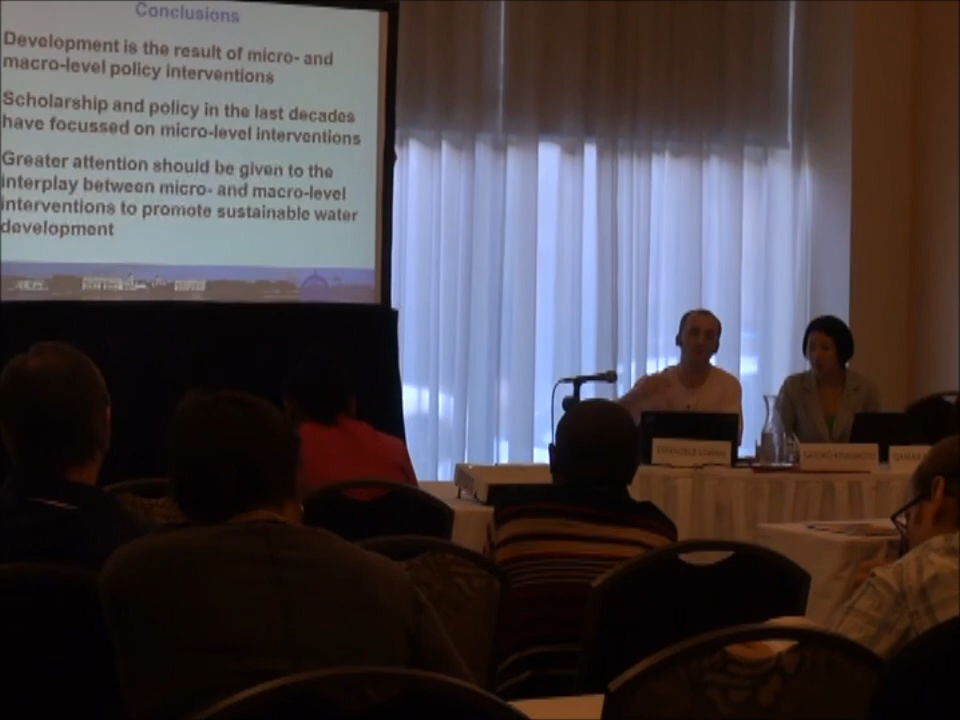 Conclusions
Development is the result of micro- and
macro-level policy interventions
Scholarship and policy in the last decades
have focussed on micro-level interventions
Greater attention should be given to the
interplay between micro- and macro-level
interventions to promote sustainable water
development
EMANUELE